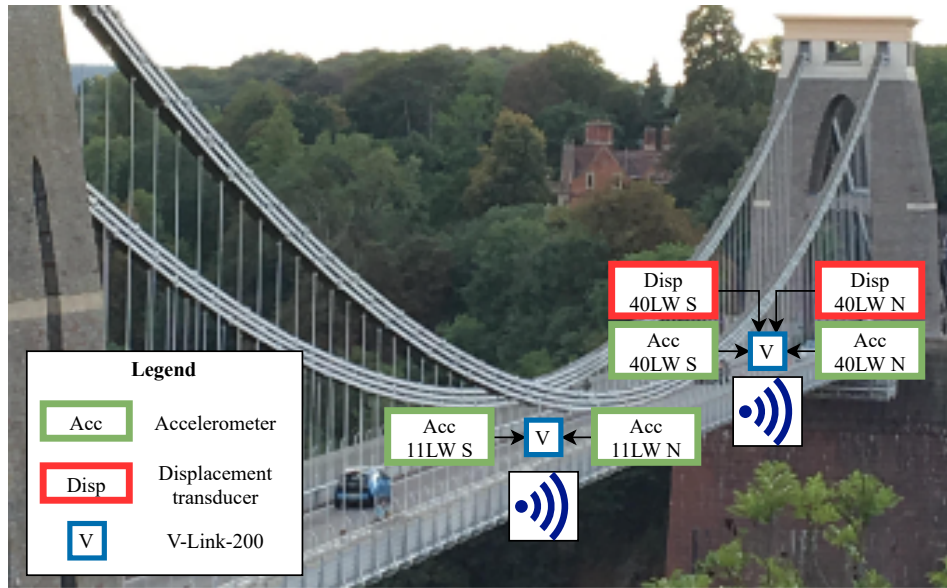 Disp
40LW S
Disp
40LW N
Acc
40LW S
V
Acc
40LW N
Acc
11LW S
V
Acc
11LW N
Legend
Acc
Accelerometer
Disp
Displacement
transducer
V
V-Link-200